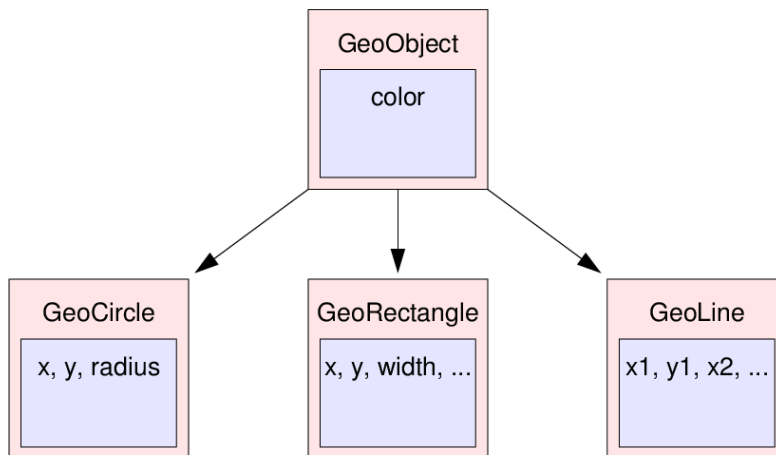 GeoObject
color
GeoCircle
x, y, radius
GeoRectangle
x, y, width, ...
GeoLine
x1, y1, x2, ...